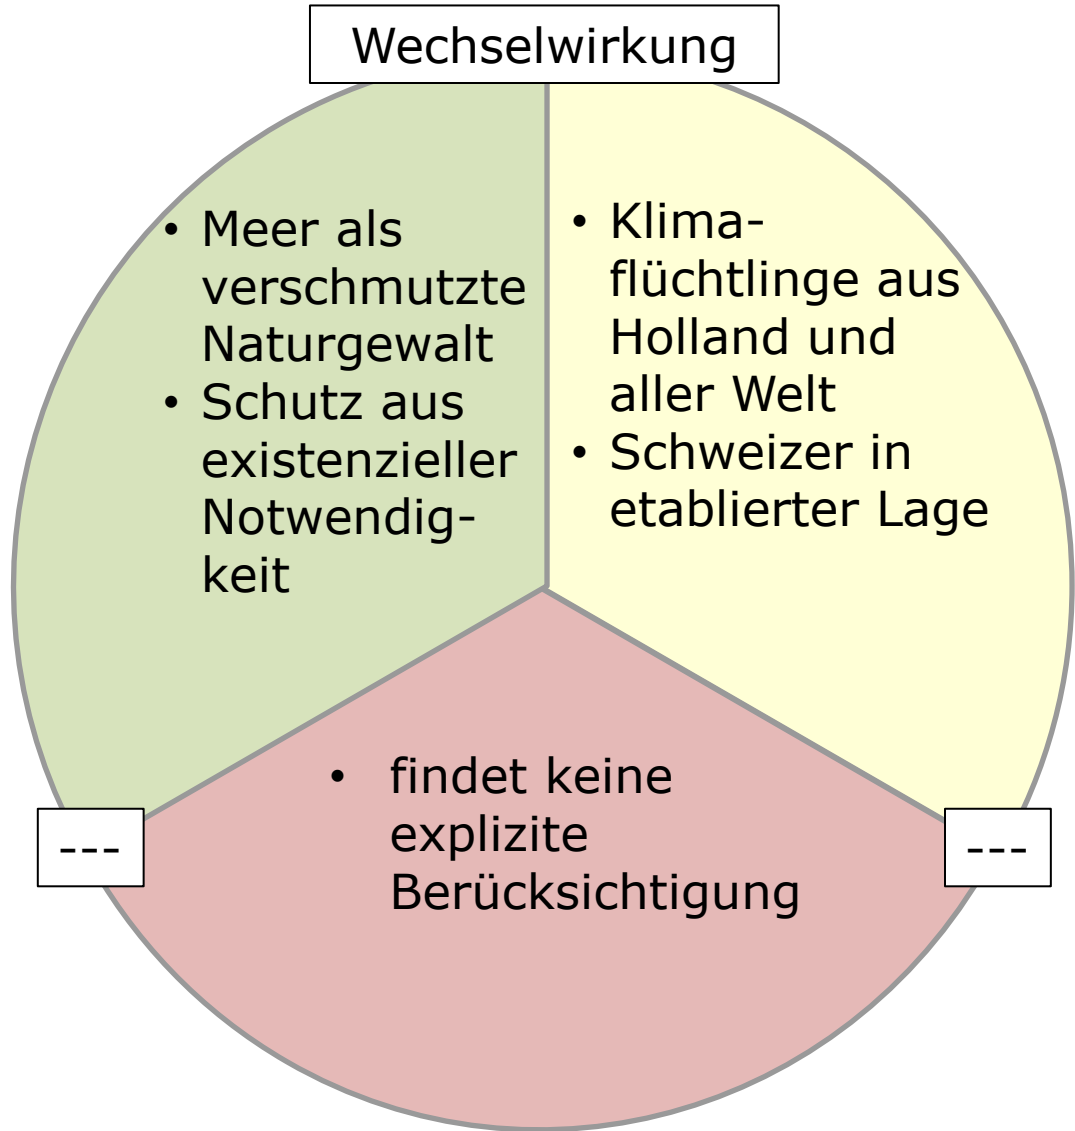 Wechselwirkung
• Meer als
verschmutzte
Naturgewalt
• Schutz aus
existenzieller
Notwendig-
keit
• Klima-
flüchtlinge aus
Holland und
aller Welt
• Schweizer in
etablierter Lage
• findet keine
explizite
Berücksichtigung
---
---